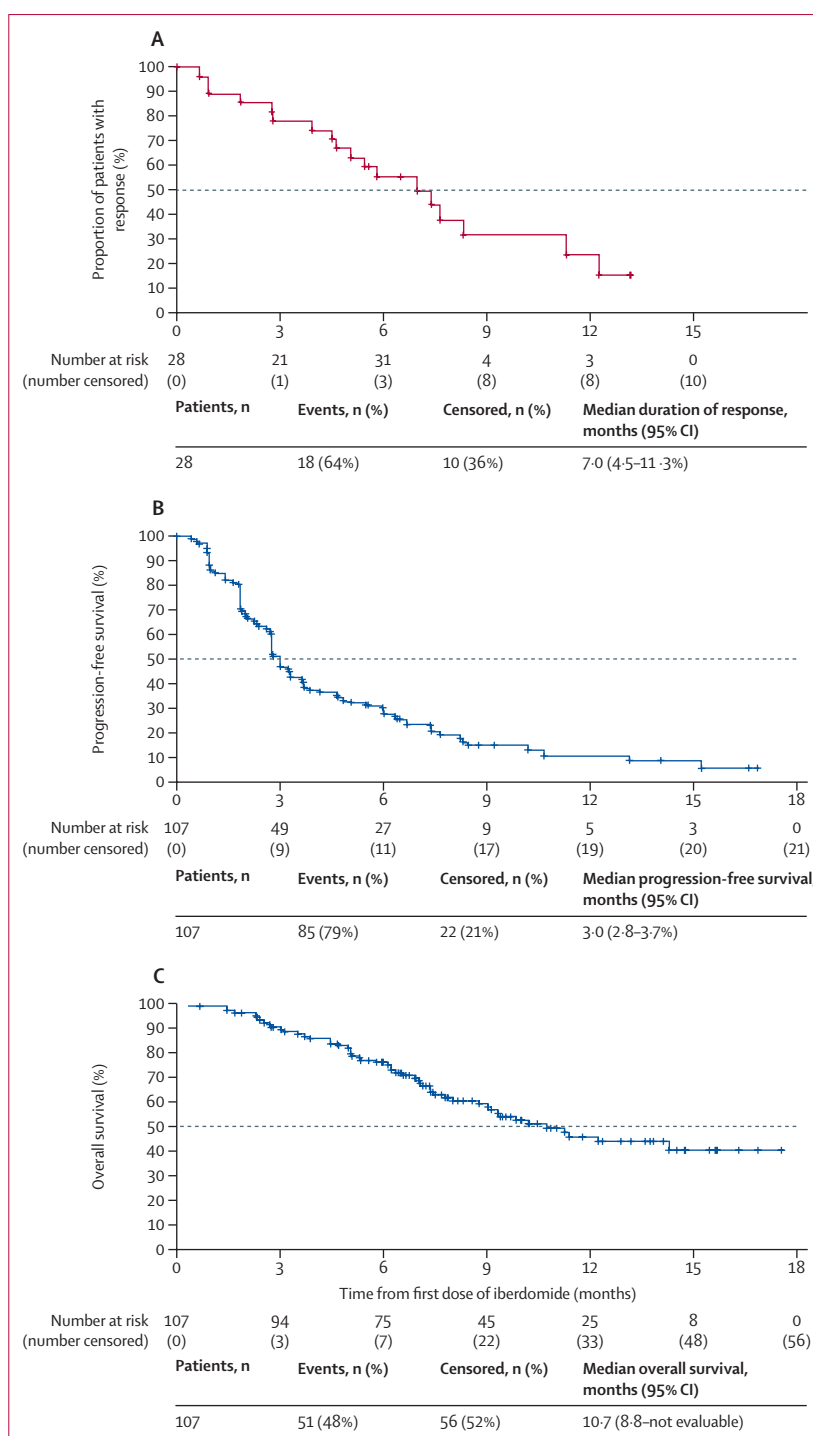 A
100
90
80
70
60
50
40
30
20
10
0
Proportion of patients with
response (%)
0 3 6 9 12 15
Number at risk 28 21 31 4 3 0
(number censored) (0) (1) (3) (8) (8) (10)
Patients, n Events, n (%) Censored, n (%) Median duration of response,
months (95% CI)
28 18 (64%) 10 (36%) 7·0 (4·5–11·3%)
B
100
90
80
70
60
50
40
30
20
10
0
Progression-free survival (%)
0 3 6 9 12 15 18
Number at risk 107 49 27 9 5 3 0
(number censored) (0) (9) (11) (17) (19) (20) (21)
Patients, n Events, n (%) Censored, n (%) Median progression-free survival,
months (95% CI)
107 85 (79%) 22 (21%) 3·0 (2·8–3·7%)
C
100
90
80
70
60
50
40
30
20
10
0
Overall survival (%)
0 3 6 9 12 15 18
Time from first dose of iberdomide (months)
Number at risk 107 94 75 45 25 8 0
(number censored) (0) (3) (7) (22) (33) (48) (56)
Patients, n Events, n (%) Censored, n (%) Median overall survival,
months (95% CI)
107 51 (48%) 56 (52%) 10·7 (8·8–not evaluable)